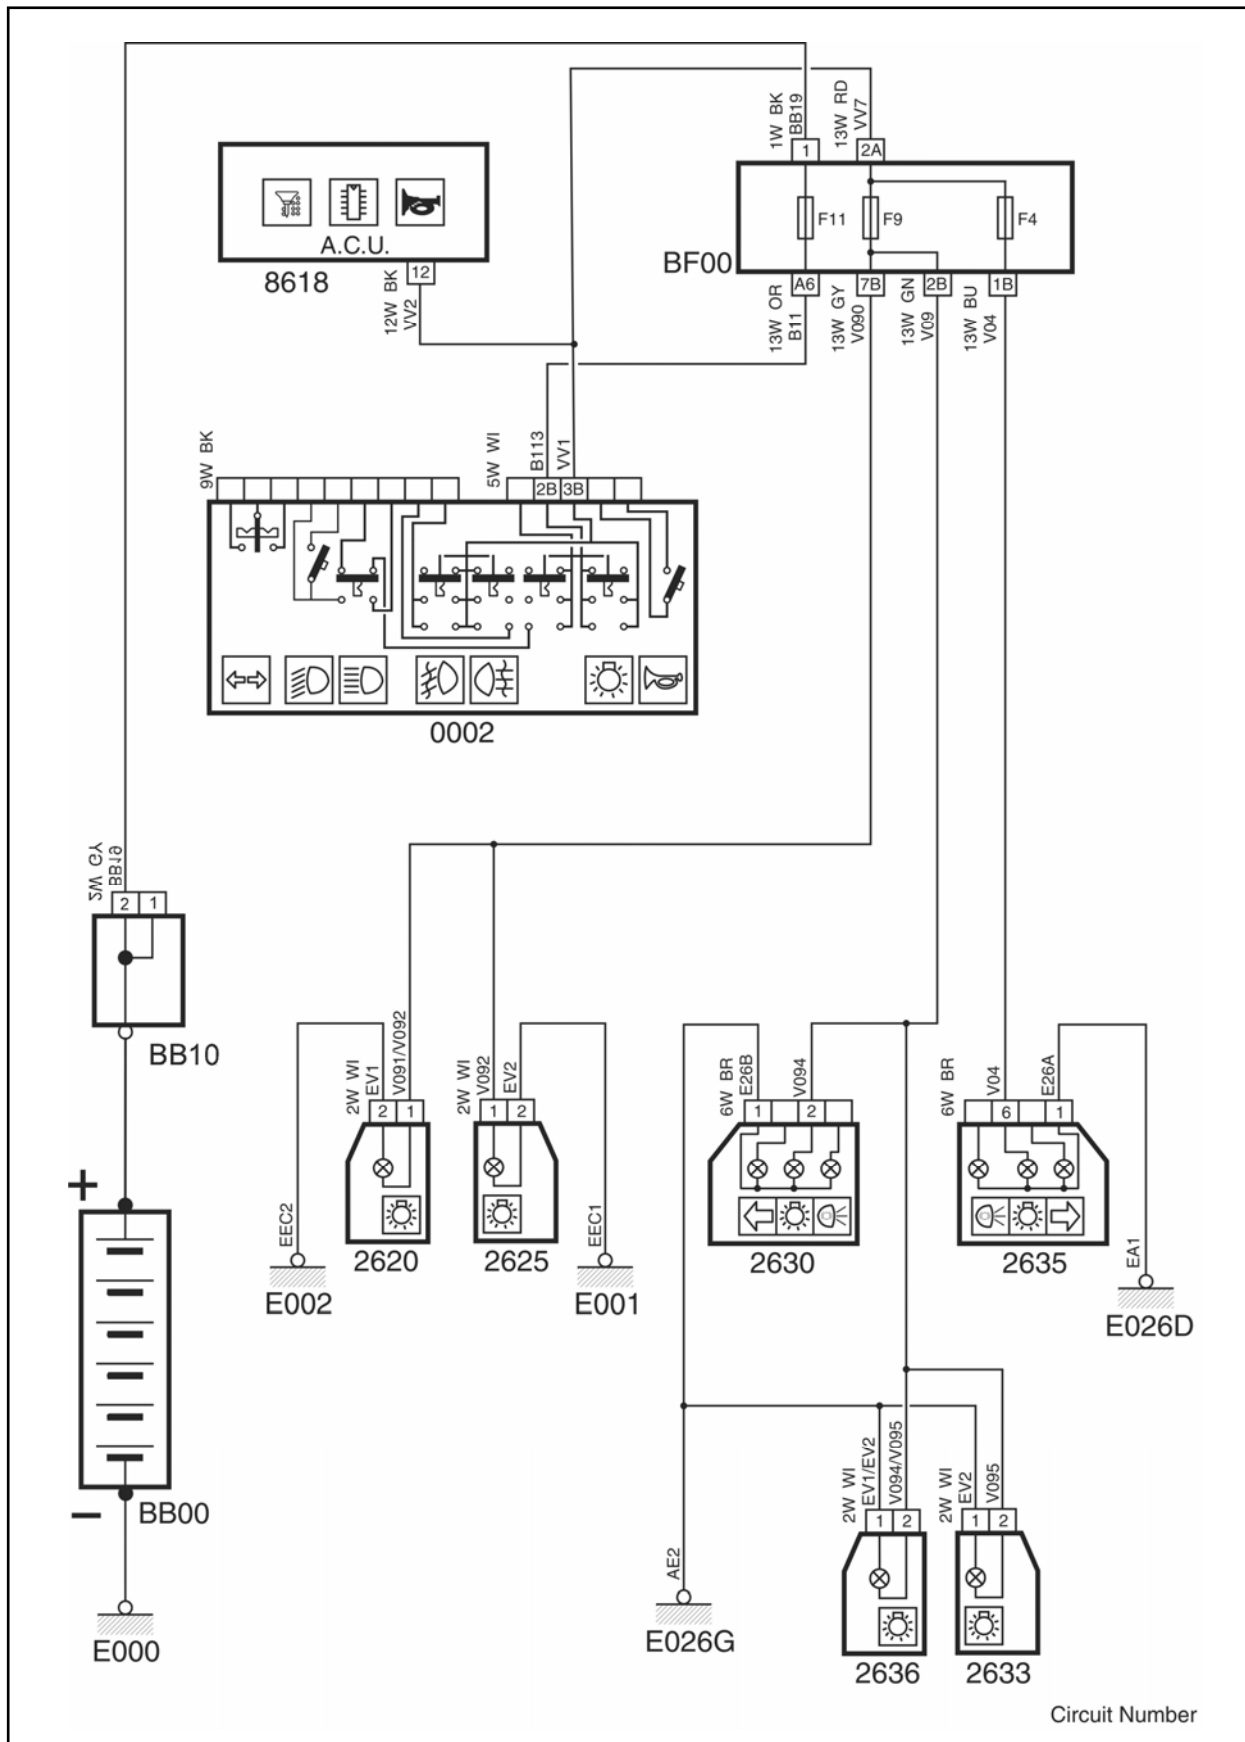 1W BK
BB19
13W RD
VV7
1
2A
F11
F9
F4
BF00
A6
7B
2B
1B
13W OR
B11
13W GY
V090
13W GN
V09
13W BU
V04
A.C.U.
8618
12
12W BK
VV2
9W BK
5W WI
B113
VV1
2B
3B
0002
2W GY
BB19
2
1
BB10
+
−
BB00
E000
2W WI
EV1
V091/V092
2
1
2620
EEC2
E002
2W WI
V092
EV2
1
2
2625
EEC1
E001
6W BR
E26B
V094
1
2
2630
6W BR
V04
E26A
6
1
2635
EA1
E026D
AE2
E026G
2W WI
EV1/EV2
V094/V095
1
2
2636
2W WI
EV2
V095
1
2
2633
Circuit Number